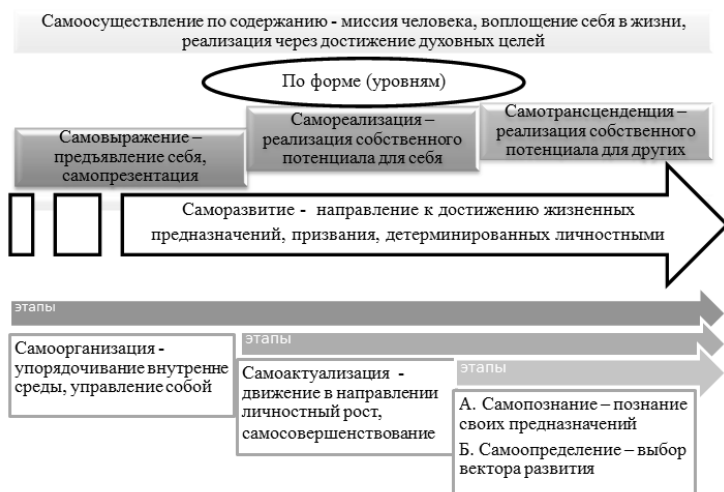 Самоосуществление по содержанию - миссия человека, воплощение себя в жизни,
реализация через достижение духовных целей
По форме (уровням)
Самовыражение –
предъявление себя,
самопрезентация
Самореализация –
реализация собственного
потенциала для себя
Самотрансценденция –
реализация собственного
потенциала для других
Саморазвитие - направление к достижению жизненных
предназначений, призвания, детерминированных личностными
этапы
Самоорганизация -
упорядочивание внутренне
среды, управление собой
этапы
Самоактуализация -
движение в направлении
личностный рост,
самосовершенствование
этапы
А. Самопознание – познание
своих предназначений
Б. Самоопределение – выбор
вектора развития